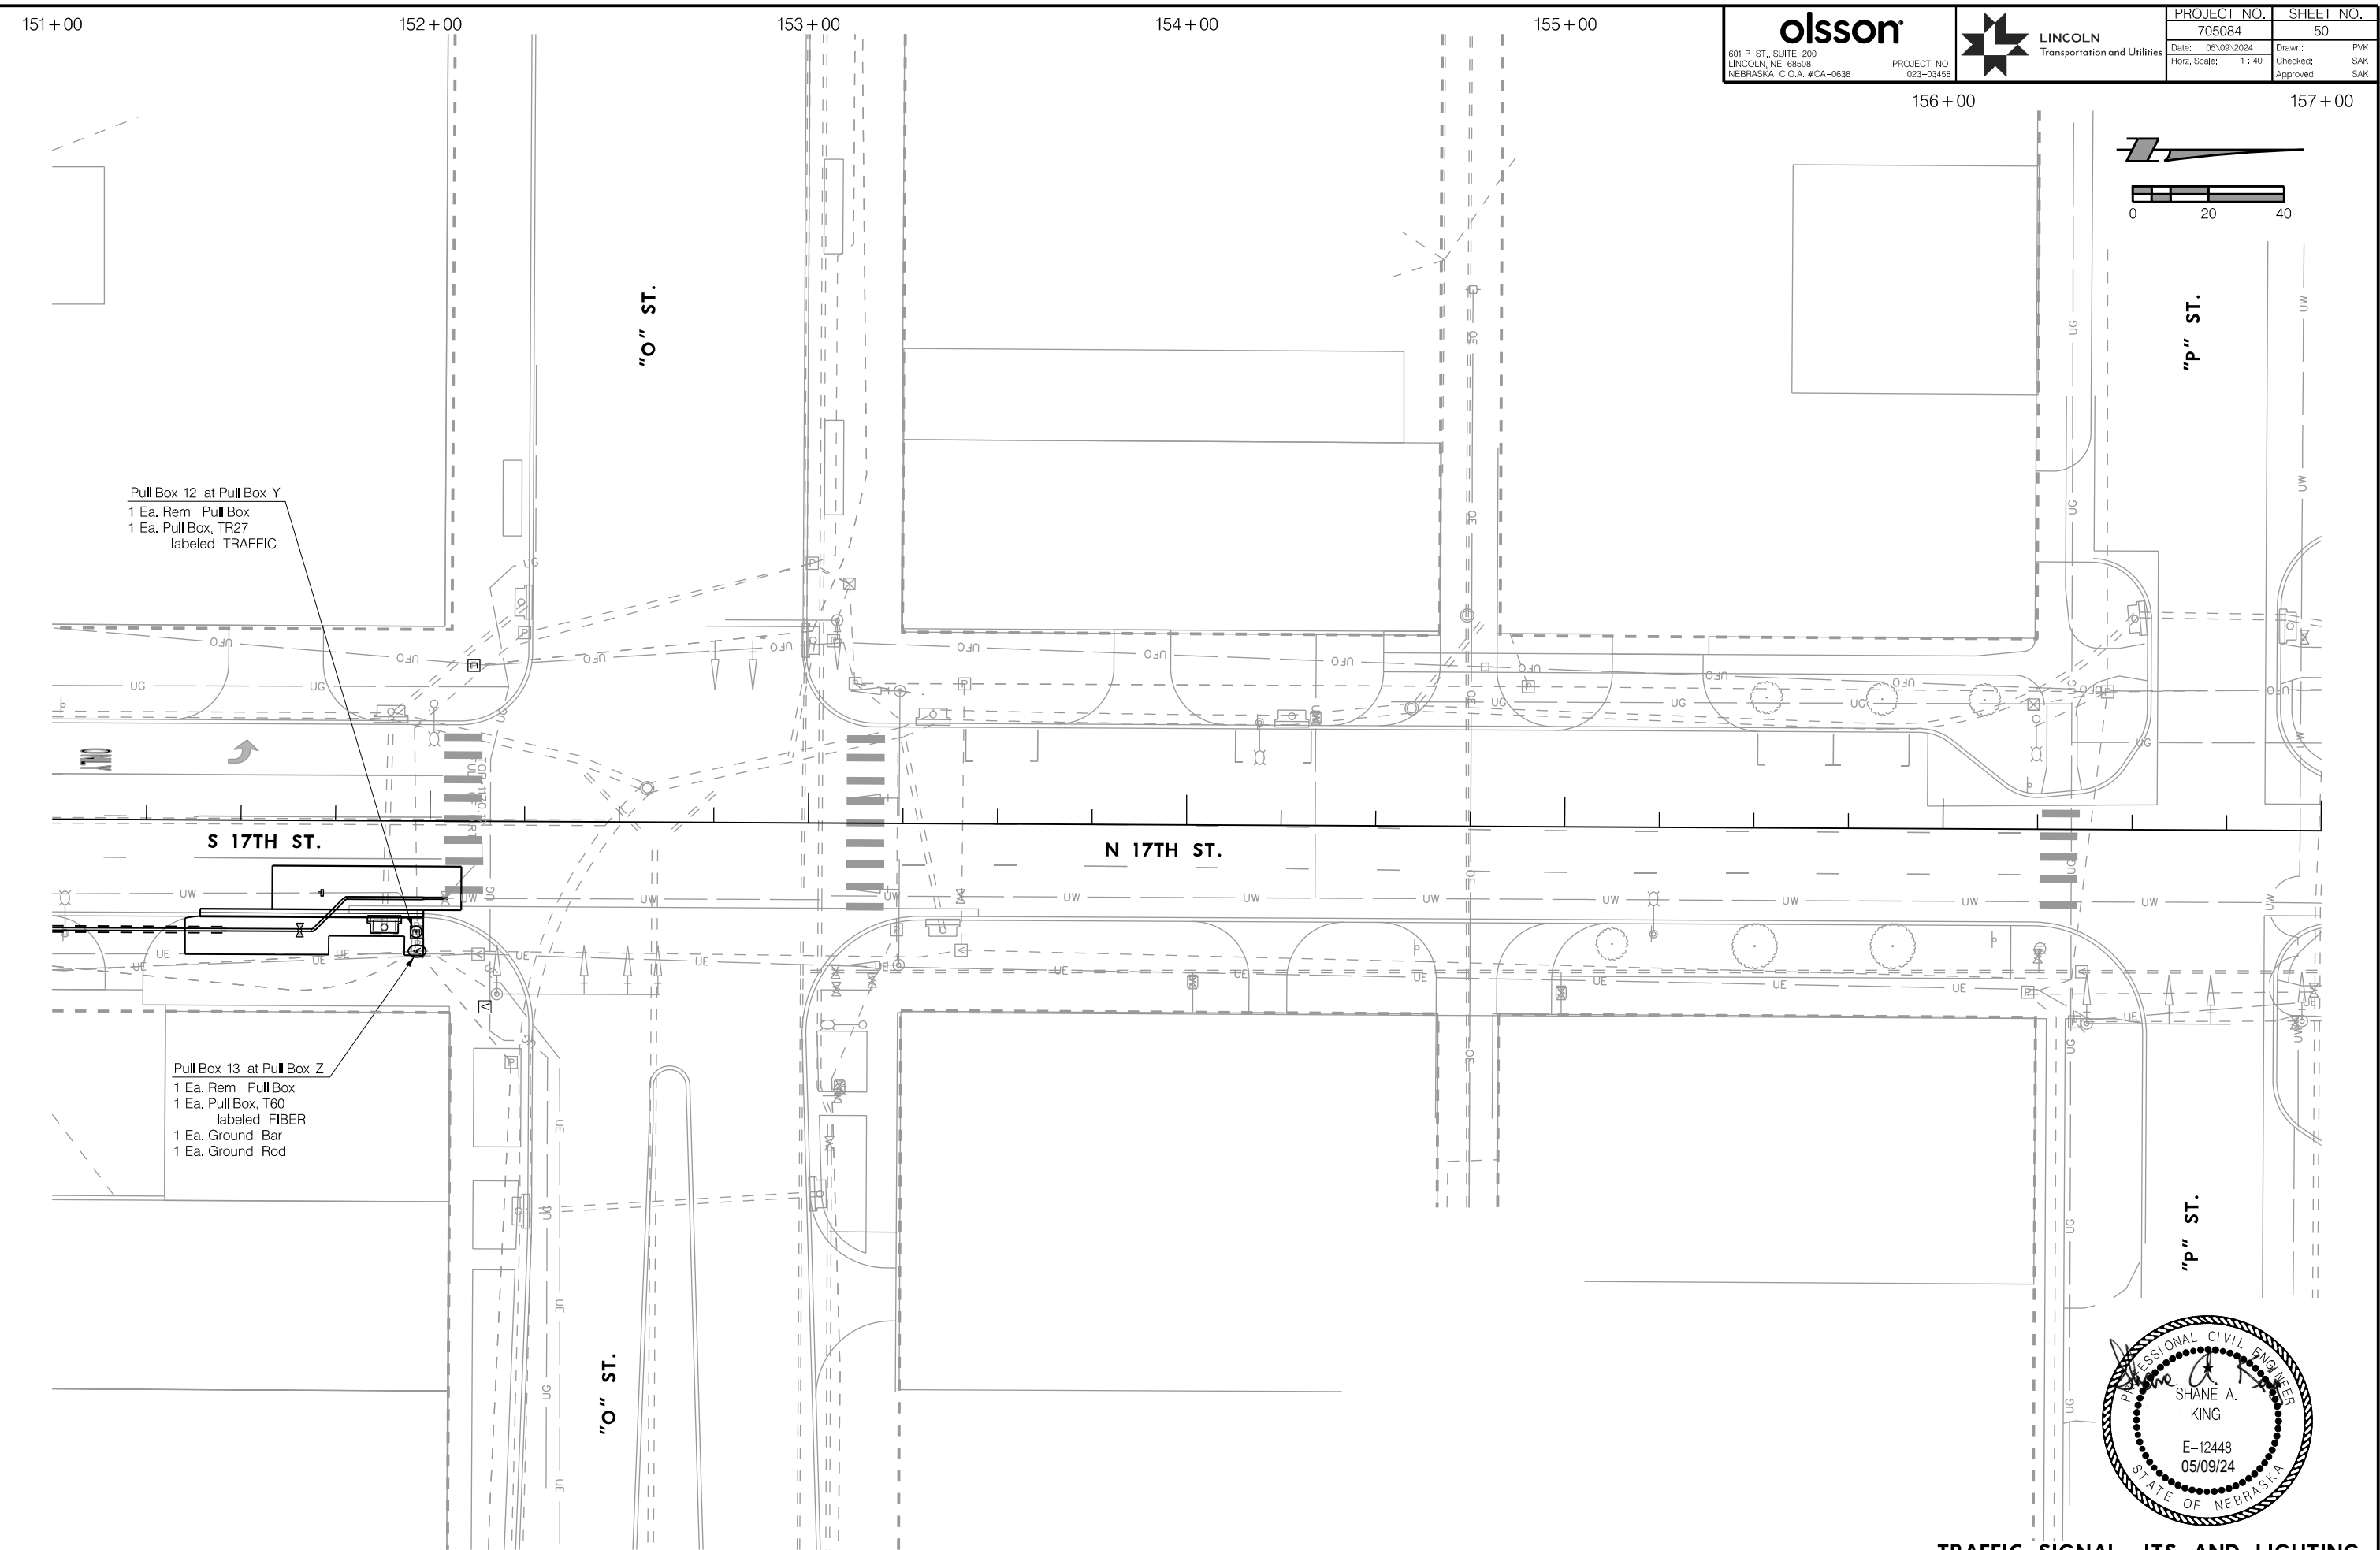 151+00
152+00
153+00
154+00
155+00
olsson
601 P ST., SUITE 200
LINCOLN, NE 68508
NEBRASKA C.O.A. #CA-0638
PROJECT NO.
023-03458
LINCOLN
Transportation and Utilities
PROJECT NO.
705084
SHEET NO.
50
Date: 05\09\2024
Horz. Scale: 1 : 40
Drawn: PVK
Checked: SAK
Approved: SAK
156+00
157+00
0 20 40
"O" ST.
"P" ST.
Pull Box 12 at Pull Box Y
1 Ea. Rem Pull Box
1 Ea. Pull Box, TR27
labeled TRAFFIC
S 17TH ST.
N 17TH ST.
Pull Box 13 at Pull Box Z
1 Ea. Rem Pull Box
1 Ea. Pull Box, T60
labeled FIBER
1 Ea. Ground Bar
1 Ea. Ground Rod
"O" ST.
"P" ST.
PROFESSIONAL CIVIL ENGINEER
SHANE A.
KING
E-12448
05/09/24
STATE OF NEBRASKA
TRAFFIC SIGNAL, ITS AND LIGHTING